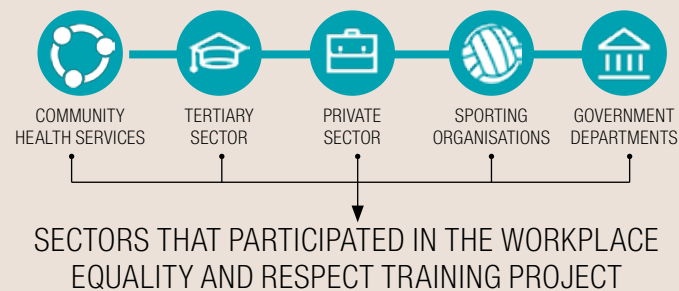 COMMUNITY
HEALTH SERVICES
TERTIARY
SECTOR
PRIVATE
SECTOR
SPORTING
ORGANISATIONS
GOVERNMENT
DEPARTMENTS
SECTORS THAT PARTICIPATED IN THE WORKPLACE
EQUALITY AND RESPECT TRAINING PROJECT